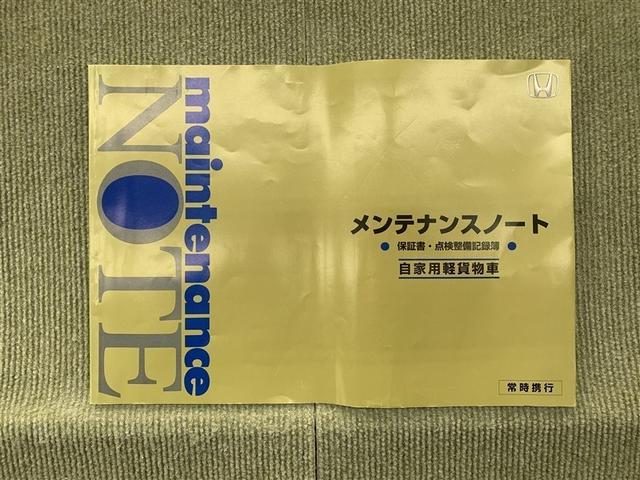 maintenance
NOTE
メンテナンスノート
● 保証書・点検整備記録簿 ●
自家用軽貨物車
常時携行